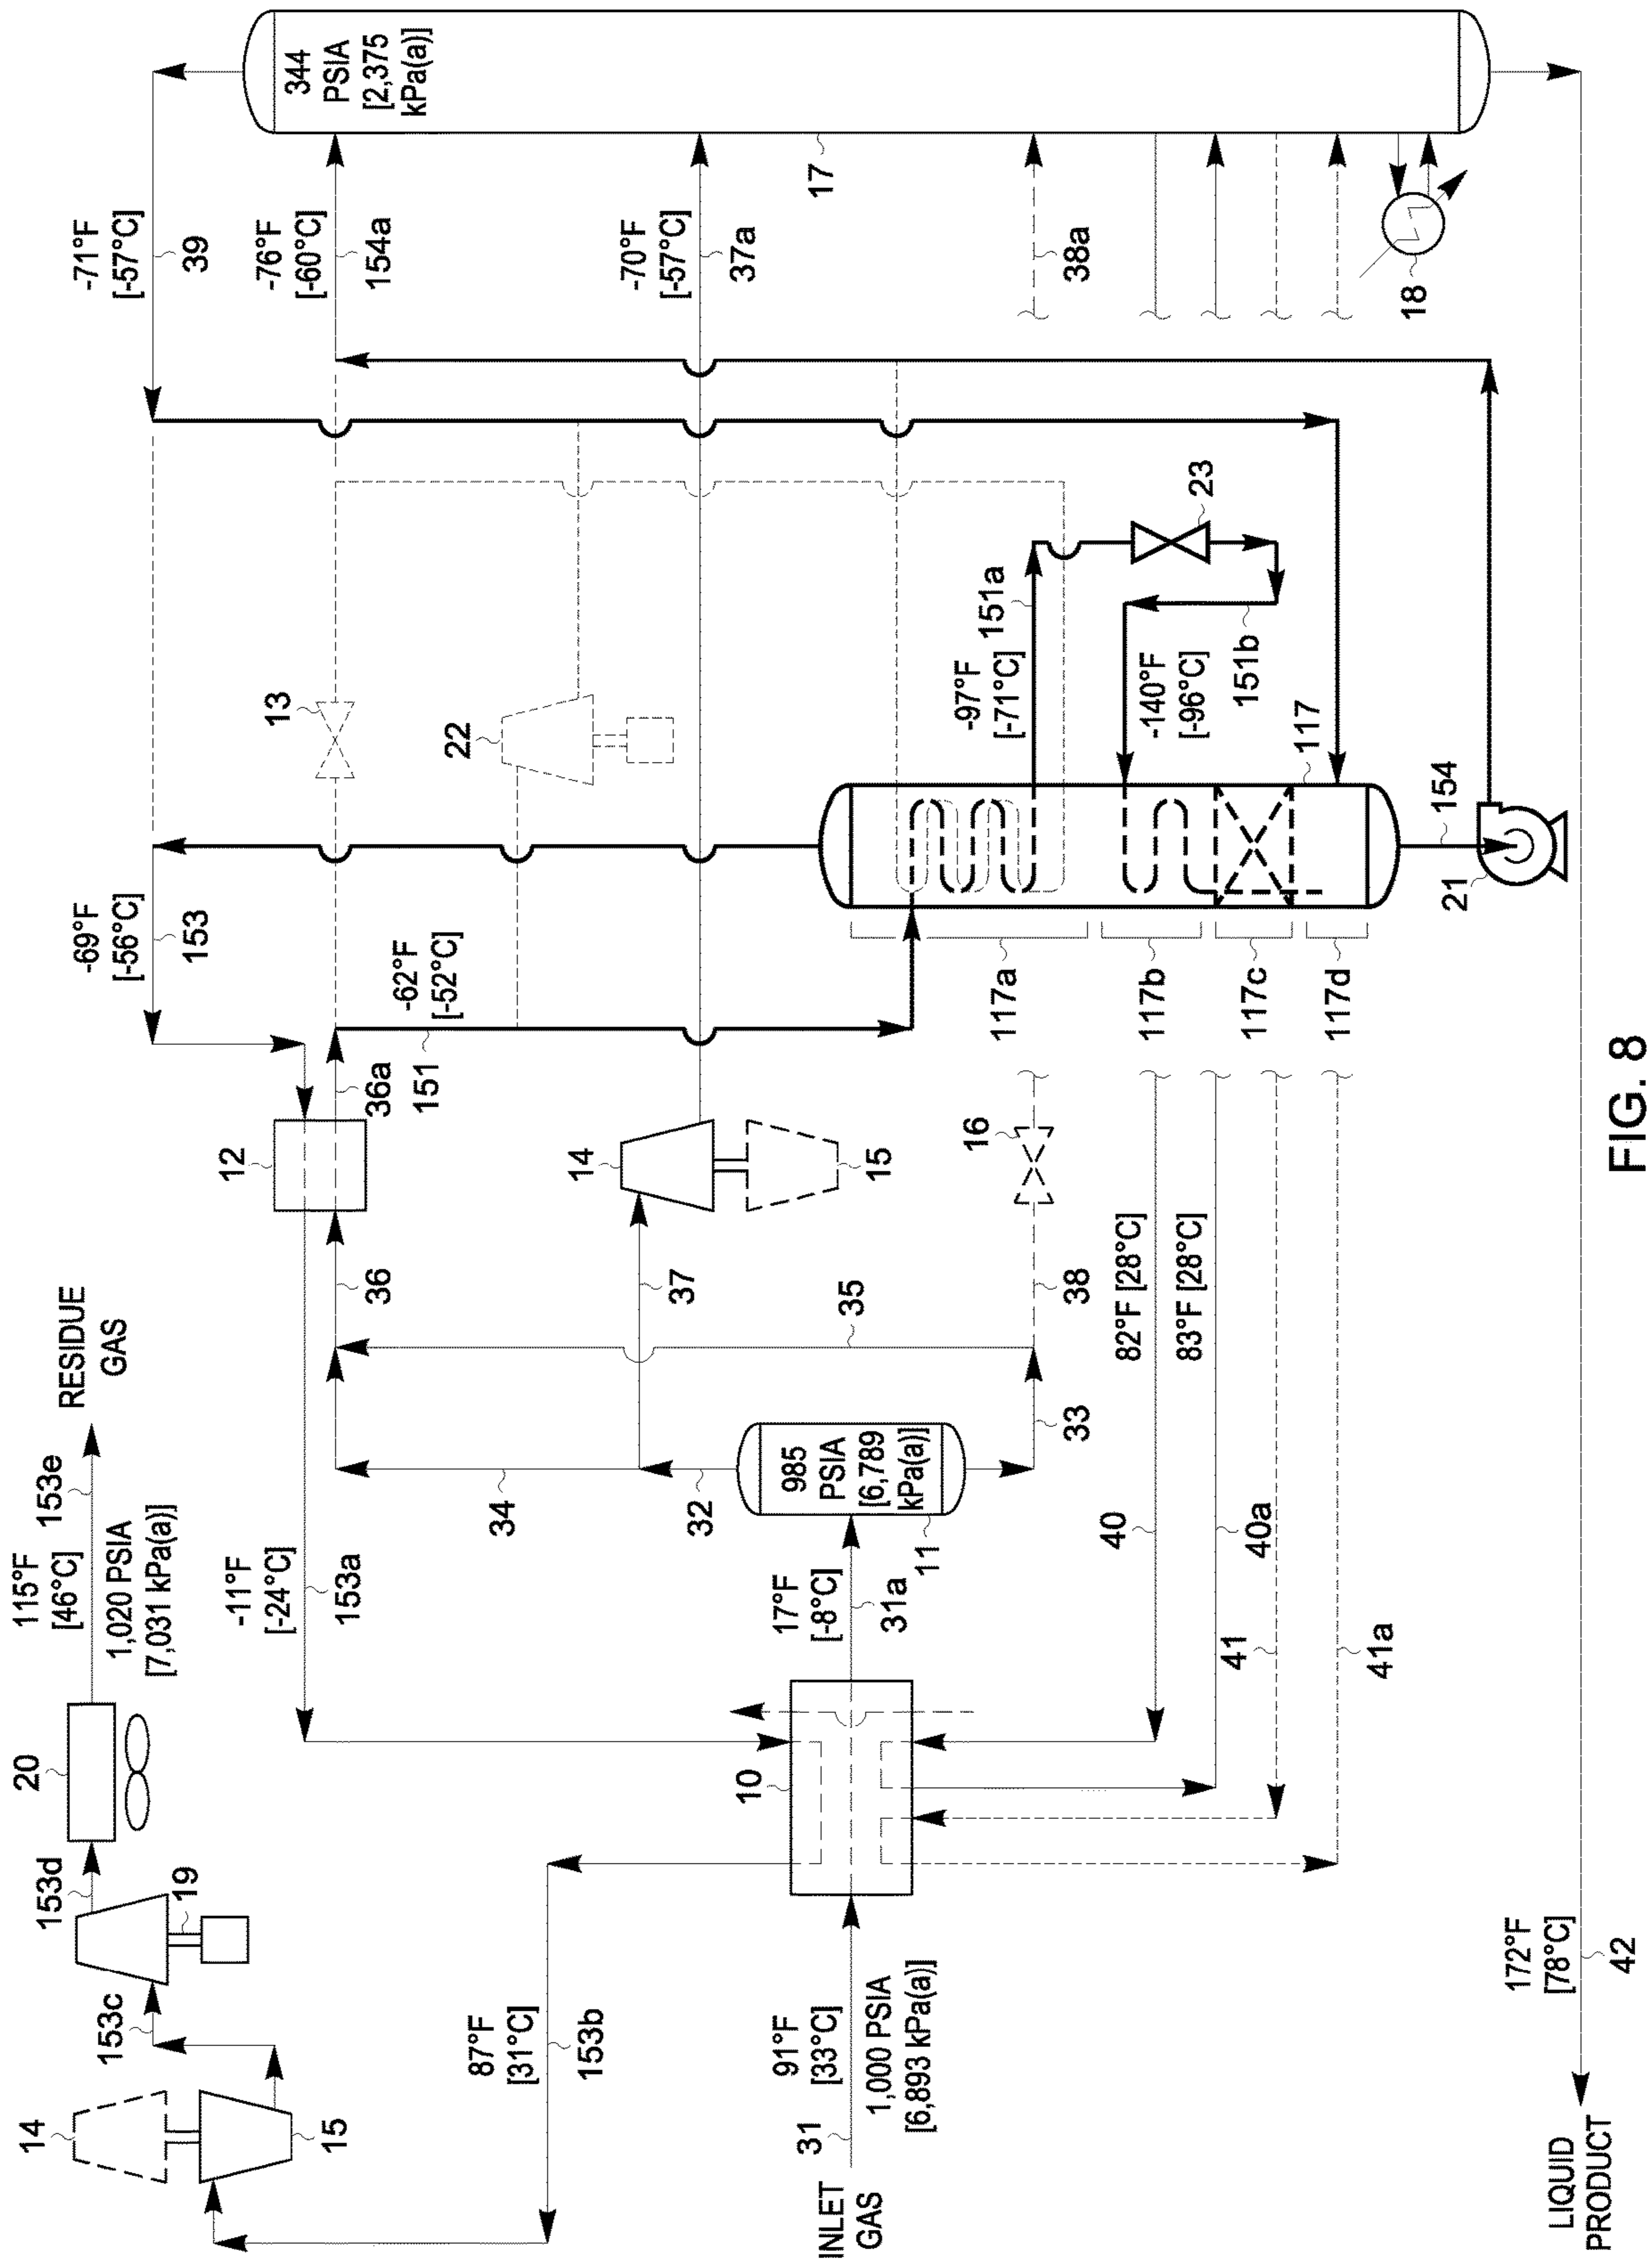 RESIDUE
GAS
115°F
[46°C]
153e
1,020 PSIA
[7,031 kPa(a)]
20
153d
19
153c
14
15
87°F
[31°C]
153b
-11°F
[-24°C]
153a
12
36
36a
34
32
37
35
14
15
33
38
16
985
PSIA
[6,789
kPa(a)]
11
17°F
[-8°C]
31a
10
INLET
GAS
31
91°F
[33°C]
1,000 PSIA
[6,893 kPa(a)]
82°F [28°C]
83°F [28°C]
40
40a
41
41a
-69°F
[-56°C]
153
-62°F
[-52°C]
151
13
22
-97°F
[-71°C]
151a
23
-140°F
[-96°C]
151b
117
117a
117b
117c
117d
154
21
-71°F
[-57°C]
39
-76°F
[-60°C]
154a
-70°F
[-57°C]
37a
38a
344
PSIA
[2,375
kPa(a)]
17
18
172°F
[78°C]
42
LIQUID
PRODUCT
FIG. 8